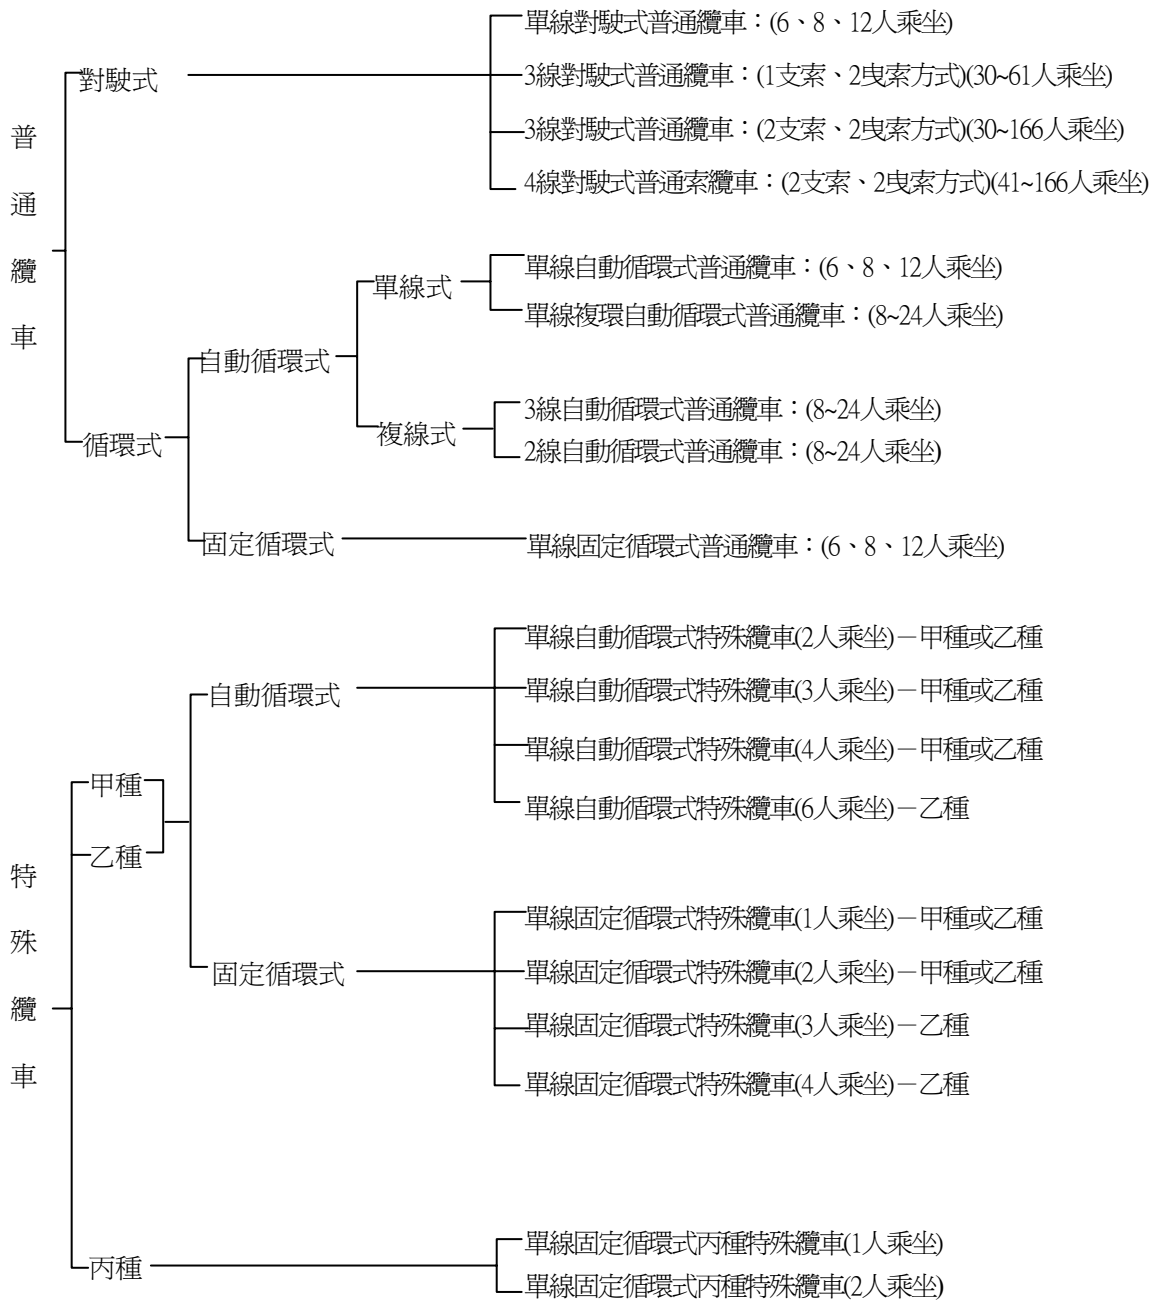 普通纜車
對駛式
單線對駛式普通纜車：(6、8、12人乘坐)
3線對駛式普通纜車：(1支索、2曳索方式)(30~61人乘坐)
3線對駛式普通纜車：(2支索、2曳索方式)(30~166人乘坐)
4線對駛式普通索纜車：(2支索、2曳索方式)(41~166人乘坐)
循環式
自動循環式
單線式
單線自動循環式普通纜車：(6、8、12人乘坐)
單線複環自動循環式普通纜車：(8~24人乘坐)
複線式
3線自動循環式普通纜車：(8~24人乘坐)
2線自動循環式普通纜車：(8~24人乘坐)
固定循環式
單線固定循環式普通纜車：(6、8、12人乘坐)
特殊纜車
甲種
乙種
自動循環式
單線自動循環式特殊纜車(2人乘坐)－甲種或乙種
單線自動循環式特殊纜車(3人乘坐)－甲種或乙種
單線自動循環式特殊纜車(4人乘坐)－甲種或乙種
單線自動循環式特殊纜車(6人乘坐)－乙種
固定循環式
單線固定循環式特殊纜車(1人乘坐)－甲種或乙種
單線固定循環式特殊纜車(2人乘坐)－甲種或乙種
單線固定循環式特殊纜車(3人乘坐)－乙種
單線固定循環式特殊纜車(4人乘坐)－乙種
丙種
單線固定循環式丙種特殊纜車(1人乘坐)
單線固定循環式丙種特殊纜車(2人乘坐)